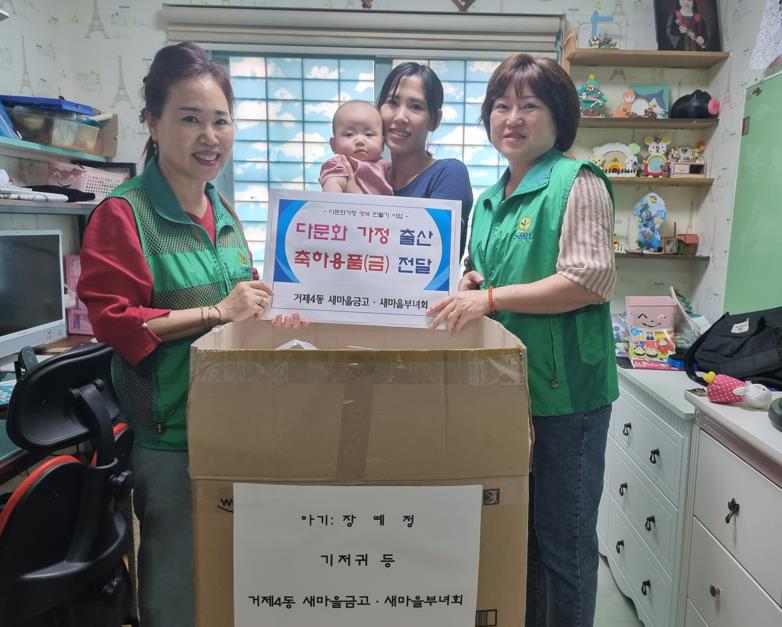 - 다문화가정 행복 만들기 사업 -
다문화 가정 출산
축하용품(금) 전달
거제4동 새마을금고 · 새마을부녀회
아기: 장 예 정
기저귀 등
거제4동 새마을금고 · 새마을부녀회